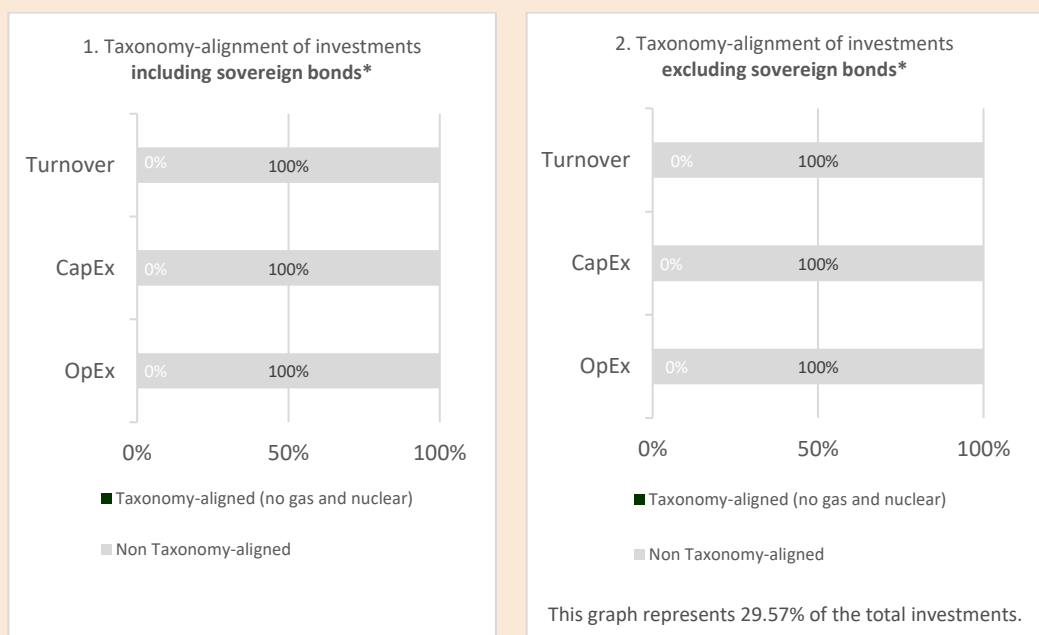 1. Taxonomy-alignment of investments
including sovereign bonds*
Turnover 0% 100%
CapEx 0% 100%
OpEx 0% 100%
0% 50% 100%
Taxonomy-aligned (no gas and nuclear)
Non Taxonomy-aligned
2. Taxonomy-alignment of investments
excluding sovereign bonds*
Turnover 0% 100%
CapEx 0% 100%
OpEx 0% 100%
0% 50% 100%
Taxonomy-aligned (no gas and nuclear)
Non Taxonomy-aligned
This graph represents 29.57% of the total investments.